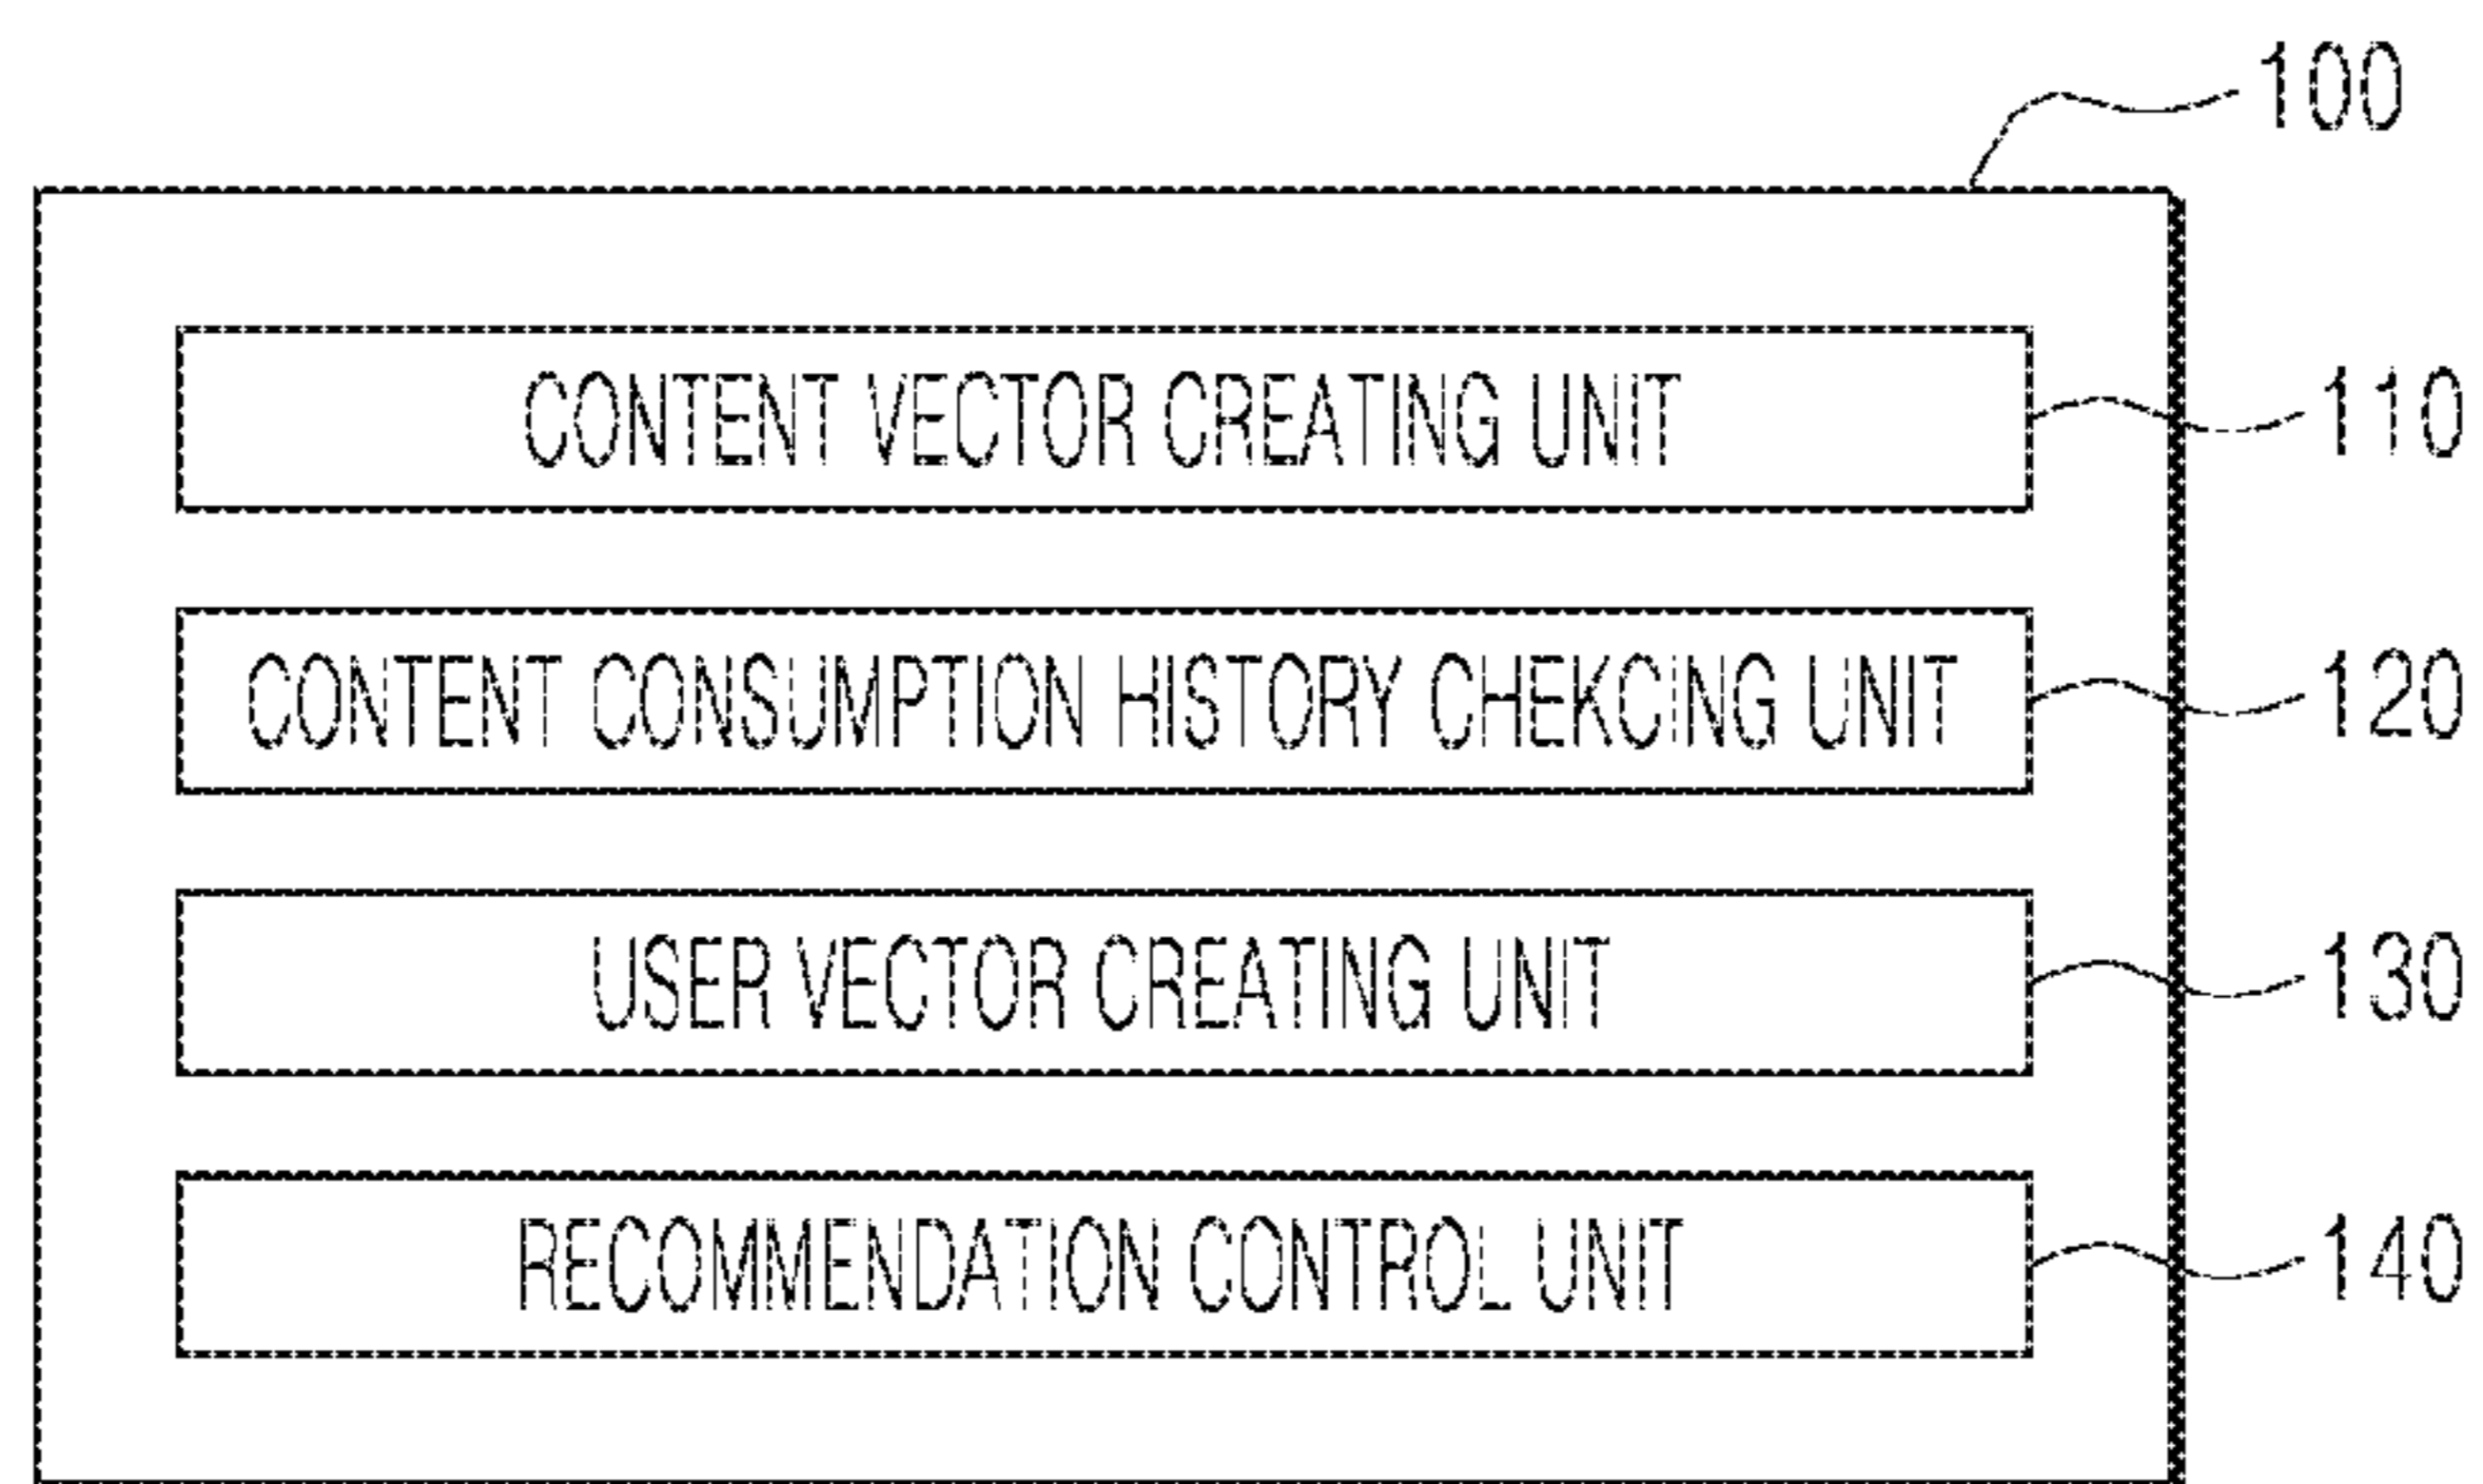 100
CONTENT VECTOR CREATING UNIT 110
CONTENT CONSUMPTION HISTORY CHEKCING UNIT 120
USER VECTOR CREATING UNIT 130
RECOMMENDATION CONTROL UNIT 140